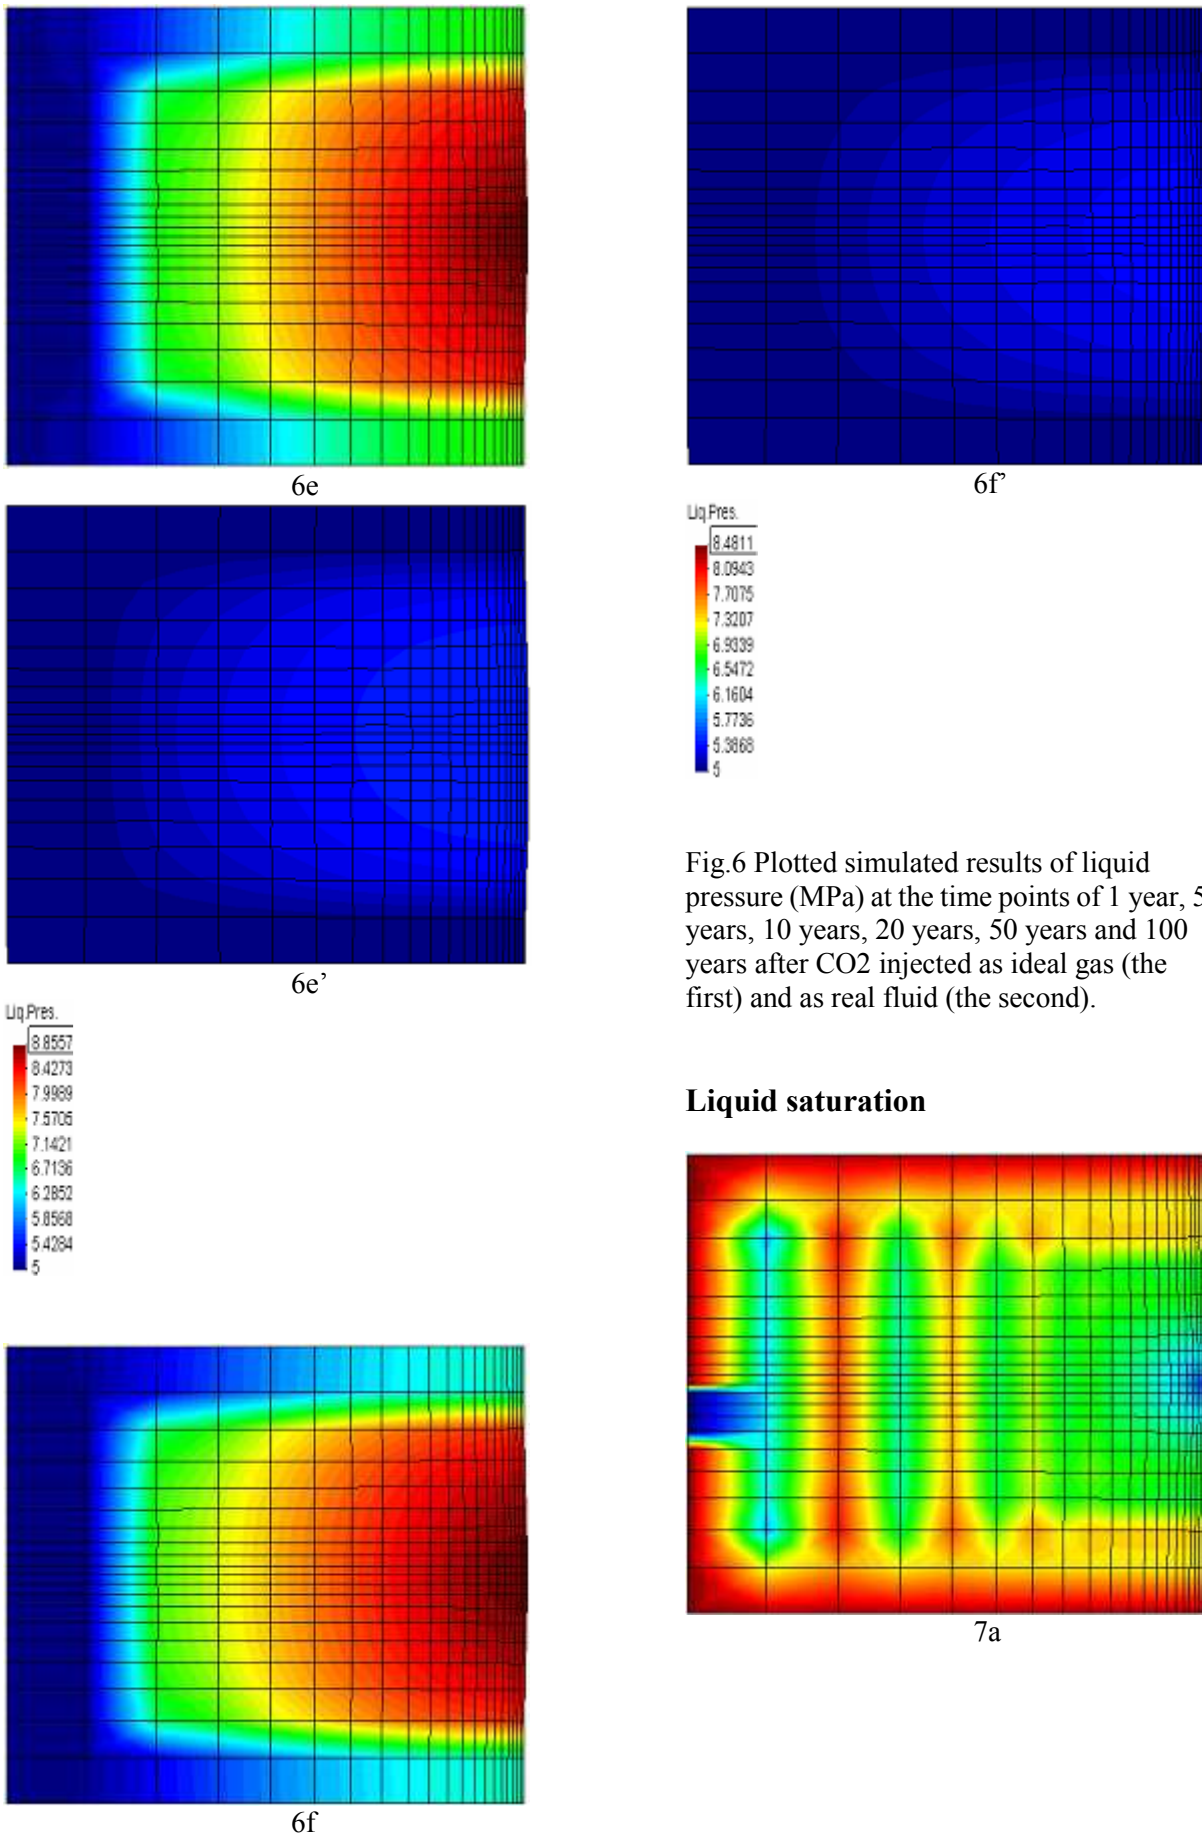 6e
6e’
Liq.Pres.
8.8557
8.4273
7.9989
7.5705
7.1421
6.7136
6.2852
5.8568
5.4284
5
6f
6f’
Liq.Pres.
8.4811
8.0943
7.7075
7.3207
6.9339
6.5472
6.1604
5.7736
5.3868
5
Fig.6 Plotted simulated results of liquid
pressure (MPa) at the time points of 1 year, 5
years, 10 years, 20 years, 50 years and 100
years after CO2 injected as ideal gas (the
first) and as real fluid (the second).
Liquid saturation
7a